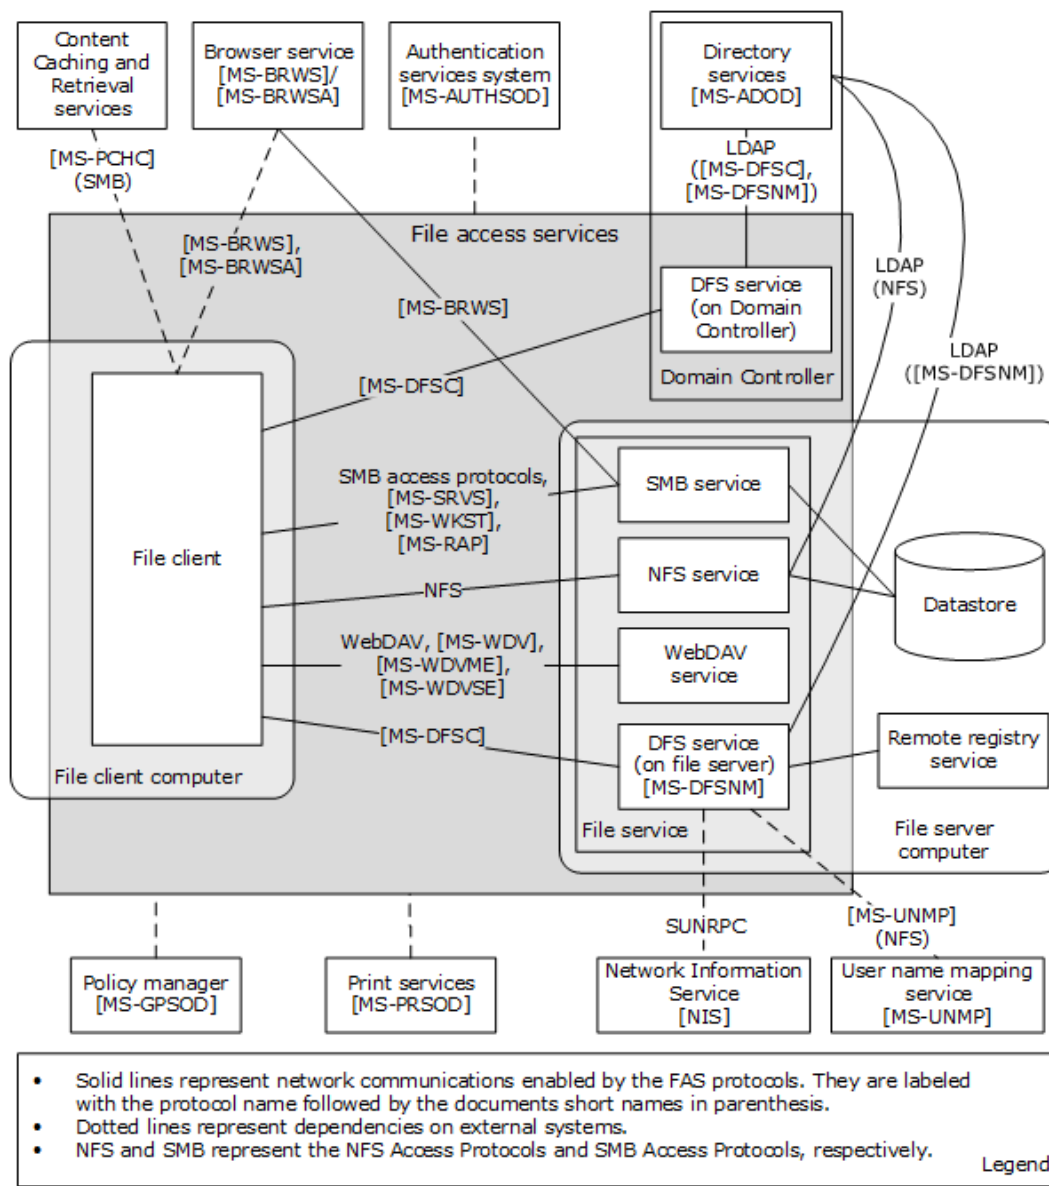 Content
Caching and
Retrieval
services
Browser service
[MS-BRWS]/
[MS-BRWSA]
Authentication
services system
[MS-AUTHSOD]
Directory
services
[MS-ADOD]
[MS-PCHC]
(SMB)
LDAP
([MS-DFSC],
[MS-DFSNM])
File access services
[MS-BRWS],
[MS-BRWSA]
[MS-BRWS]
DFS service
(on Domain
Controller)
Domain Controller
LDAP
(NFS)
LDAP
([MS-DFSNM])
[MS-DFSC]
SMB access protocols,
[MS-SRVS],
[MS-WKST],
[MS-RAP]
SMB service
File client
NFS
NFS service
Datastore
WebDAV, [MS-WDV],
[MS-WDVME],
[MS-WDVSE]
WebDAV
service
[MS-DFSC]
DFS service
(on file server)
[MS-DFSNM]
Remote registry
service
File client computer
File service
File server
computer
SUNRPC
[MS-UNMP]
(NFS)
Policy manager
[MS-GPSOD]
Print services
[MS-PRSOD]
Network Information
Service
[NIS]
User name mapping
service
[MS-UNMP]
• Solid lines represent network communications enabled by the FAS protocols. They are labeled
with the protocol name followed by the documents short names in parenthesis.
• Dotted lines represent dependencies on external systems.
• NFS and SMB represent the NFS Access Protocols and SMB Access Protocols, respectively.
Legend